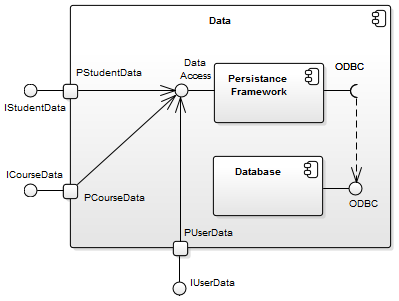 Data
PStudentData
Data
Access
Persistance
Framework
ODBC
IStudentData
ICourseData
PCourseData
Database
ODBC
PUserData
IUserData